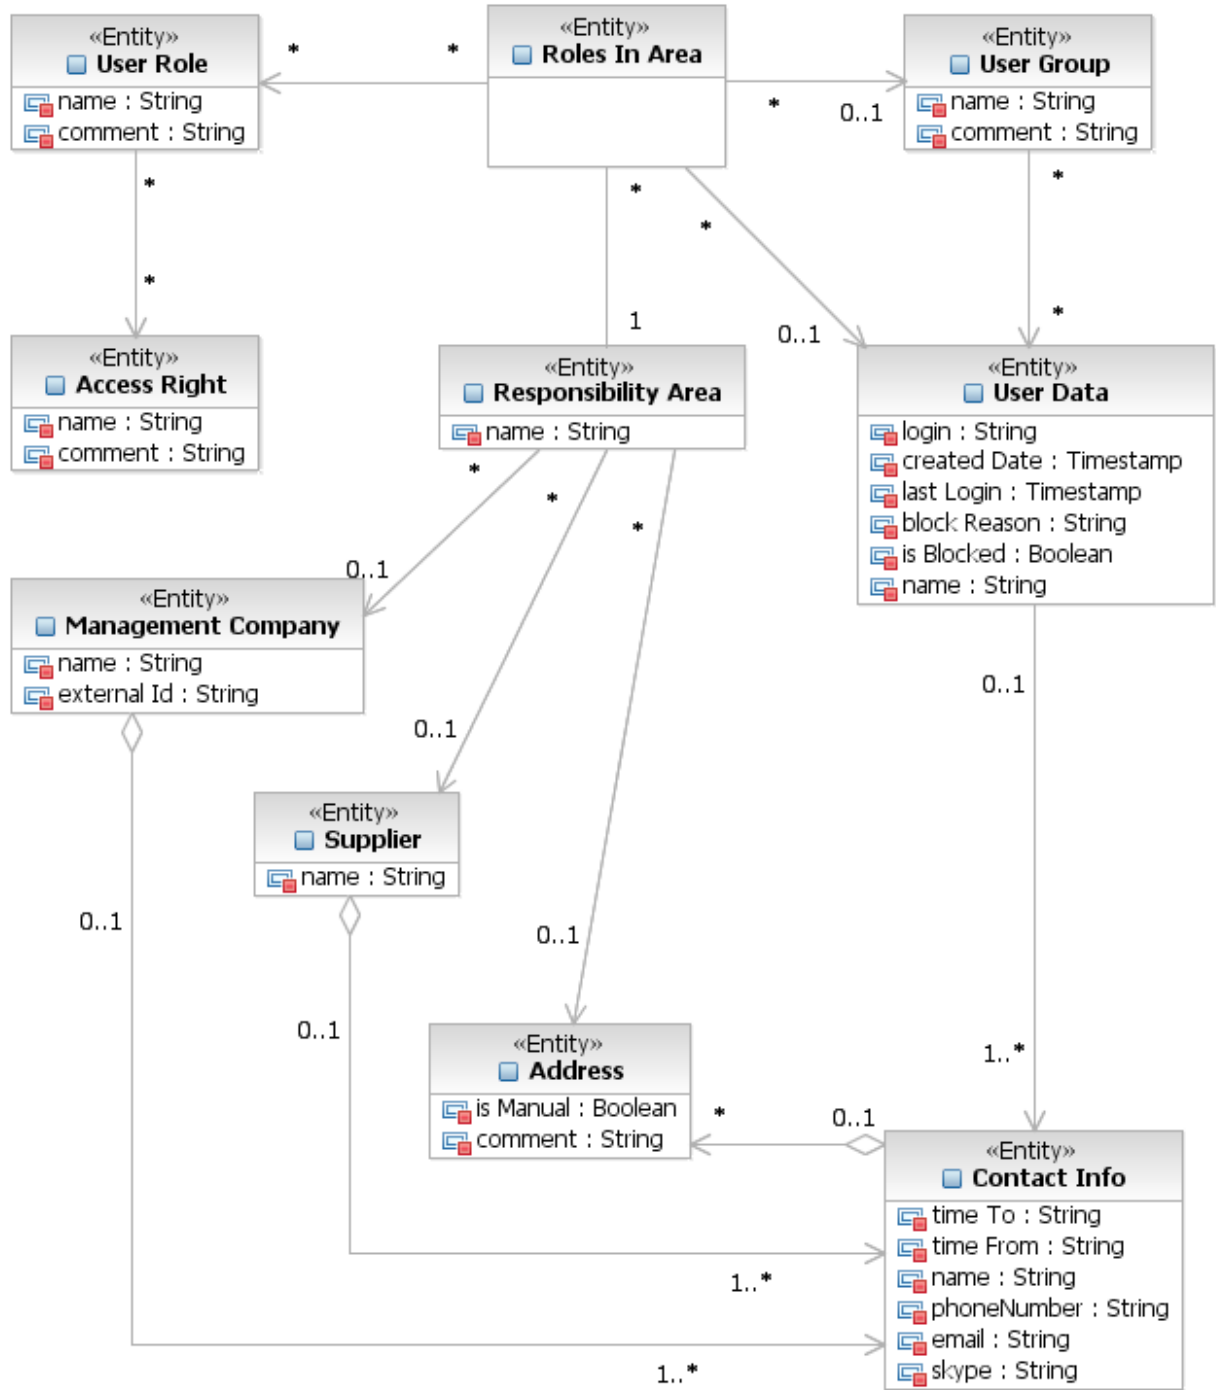 «Entity»
User Role
name : String
comment : String
*
*
«Entity»
Roles In Area
*
0..1
«Entity»
User Group
name : String
comment : String
*
*
*
*
*
*
1
0..1
«Entity»
Access Right
name : String
comment : String
«Entity»
Responsibility Area
name : String
«Entity»
User Data
login : String
created Date : Timestamp
last Login : Timestamp
block Reason : String
is Blocked : Boolean
name : String
*
*
*
*
0..1
«Entity»
Management Company
name : String
external Id : String
0..1
0..1
«Entity»
Supplier
name : String
0..1
0..1
0..1
1..*
«Entity»
Address
is Manual : Boolean
comment : String
*
0..1
«Entity»
Contact Info
time To : String
time From : String
name : String
phoneNumber : String
email : String
skype : String
1..*
1..*